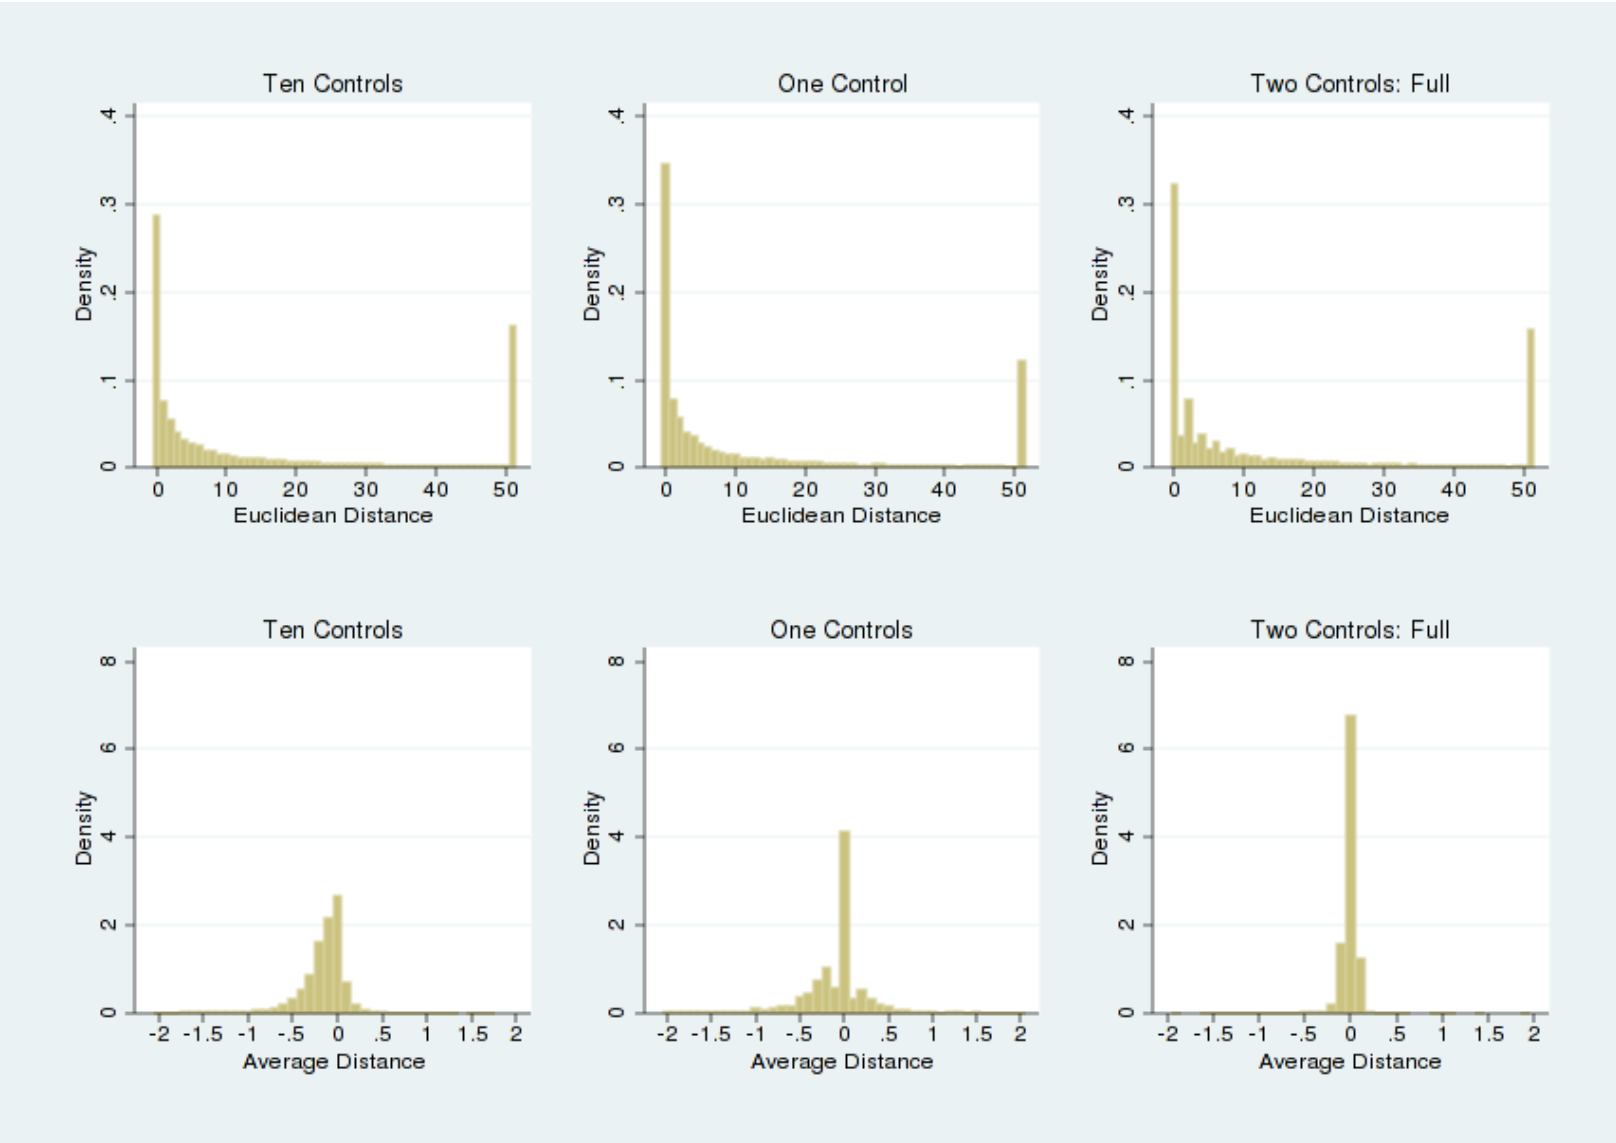 Ten Controls
One Control
Two Controls: Full
Density
.4
.3
.2
.1
0
0 10 20 30 40 50
Euclidean Distance
Density
.4
.3
.2
.1
0
0 10 20 30 40 50
Euclidean Distance
Density
.4
.3
.2
.1
0
0 10 20 30 40 50
Euclidean Distance
Ten Controls
One Controls
Two Controls: Full
Density
8
6
4
2
0
-2 -1.5 -1 -.5 0 .5 1 1.5 2
Average Distance
Density
8
6
4
2
0
-2 -1.5 -1 -.5 0 .5 1 1.5 2
Average Distance
Density
8
6
4
2
0
-2 -1.5 -1 -.5 0 .5 1 1.5 2
Average Distance